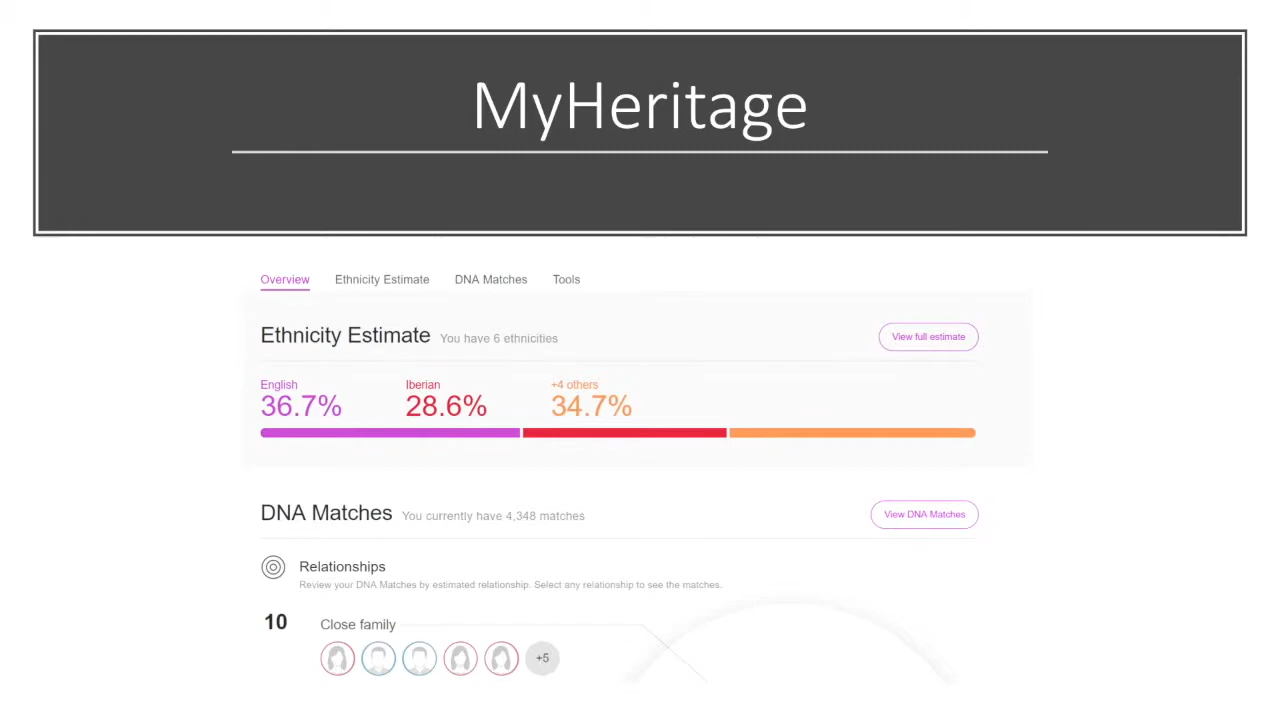 MyHeritage
Overview Ethnicity Estimate DNA Matches Tools
Ethnicity Estimate You have 6 ethnicities View full estimate
English Iberian +4 others
36.7% 28.6% 34.7%
DNA Matches You currently have 4,348 matches View DNA Matches
Relationships
Review your DNA Matches by estimated relationship. Select any relationship to see the matches.
10 Close family
+5